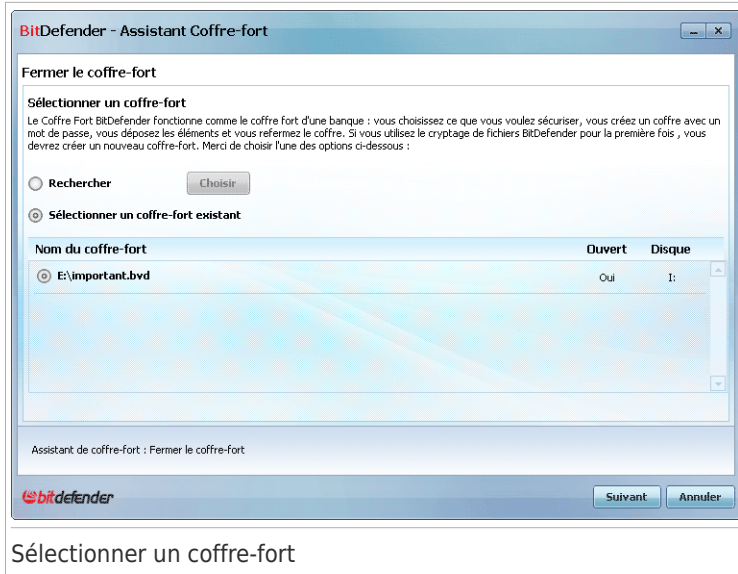 BitDefender - Assistant Coffre-fort
Fermer le coffre-fort
Sélectionner un coffre-fort
Le Coffre Fort BitDefender fonctionne comme le coffre fort d'une banque : vous choisissez ce que vous voulez sécuriser, vous créez un coffre avec un
mot de passe, vous déposez les éléments et vous refermez le coffre. Si vous utilisez le cryptage de fichiers BitDefender pour la première fois , vous
devrez créer un nouveau coffre-fort. Merci de choisir l'une des options ci-dessous :
Rechercher Choisir
Sélectionner un coffre-fort existant
Nom du coffre-fort Ouvert Disque
E:\important.bvd Oui I:
Assistant de coffre-fort : Fermer le coffre-fort
bitdefender Suivant Annuler
Sélectionner un coffre-fort